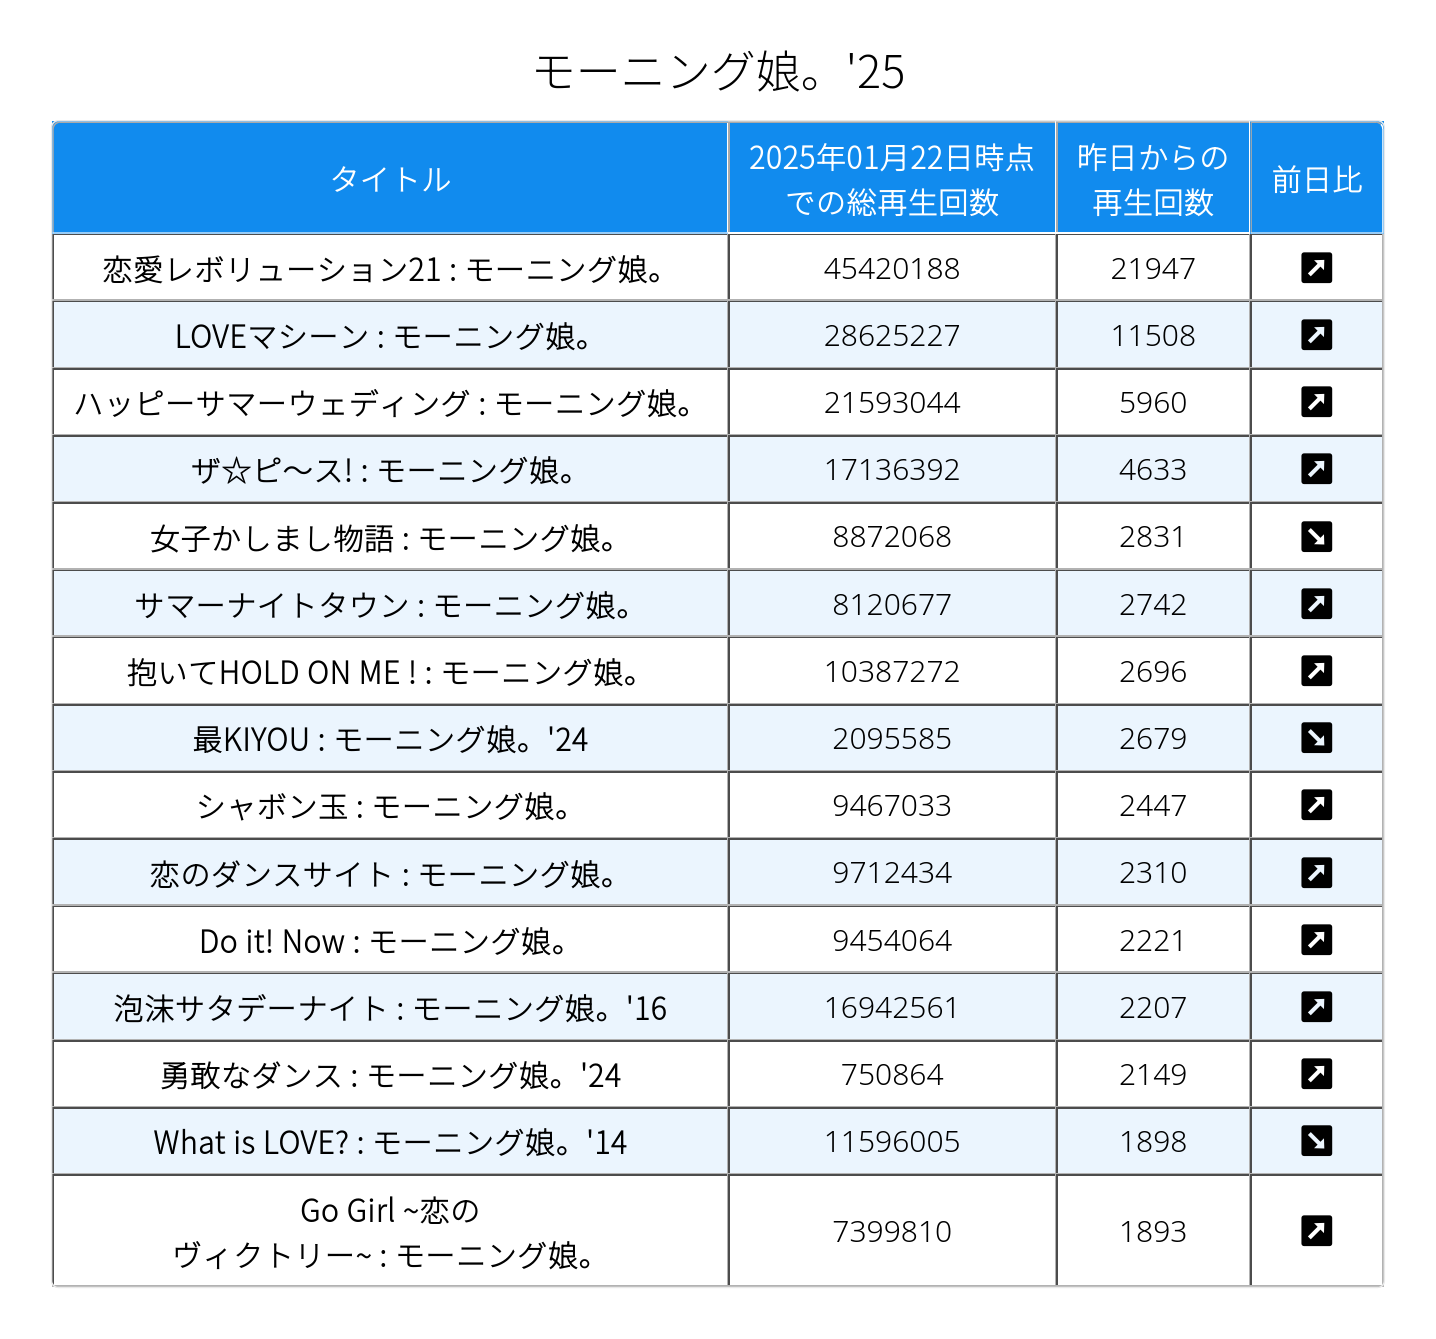 モーニング娘。'25
タイトル
2025年01月22日時点
での総再生回数
昨日からの
再生回数
前日比
恋愛レボリューション21 : モーニング娘。 45420188 21947 ↗
LOVEマシーン : モーニング娘。 28625227 11508 ↗
ハッピーサマーウェディング : モーニング娘。 21593044 5960 ↗
ザ☆ピ〜ス! : モーニング娘。 17136392 4633 ↗
女子かしまし物語 : モーニング娘。 8872068 2831 ↘
サマーナイトタウン : モーニング娘。 8120677 2742 ↗
抱いてHOLD ON ME ! : モーニング娘。 10387272 2696 ↗
最KIYOU : モーニング娘。'24 2095585 2679 ↘
シャボン玉 : モーニング娘。 9467033 2447 ↗
恋のダンスサイト : モーニング娘。 9712434 2310 ↗
Do it! Now : モーニング娘。 9454064 2221 ↗
泡沫サタデーナイト : モーニング娘。'16 16942561 2207 ↗
勇敢なダンス : モーニング娘。'24 750864 2149 ↗
What is LOVE? : モーニング娘。'14 11596005 1898 ↘
Go Girl ~恋の
ヴィクトリー~ : モーニング娘。 7399810 1893 ↗